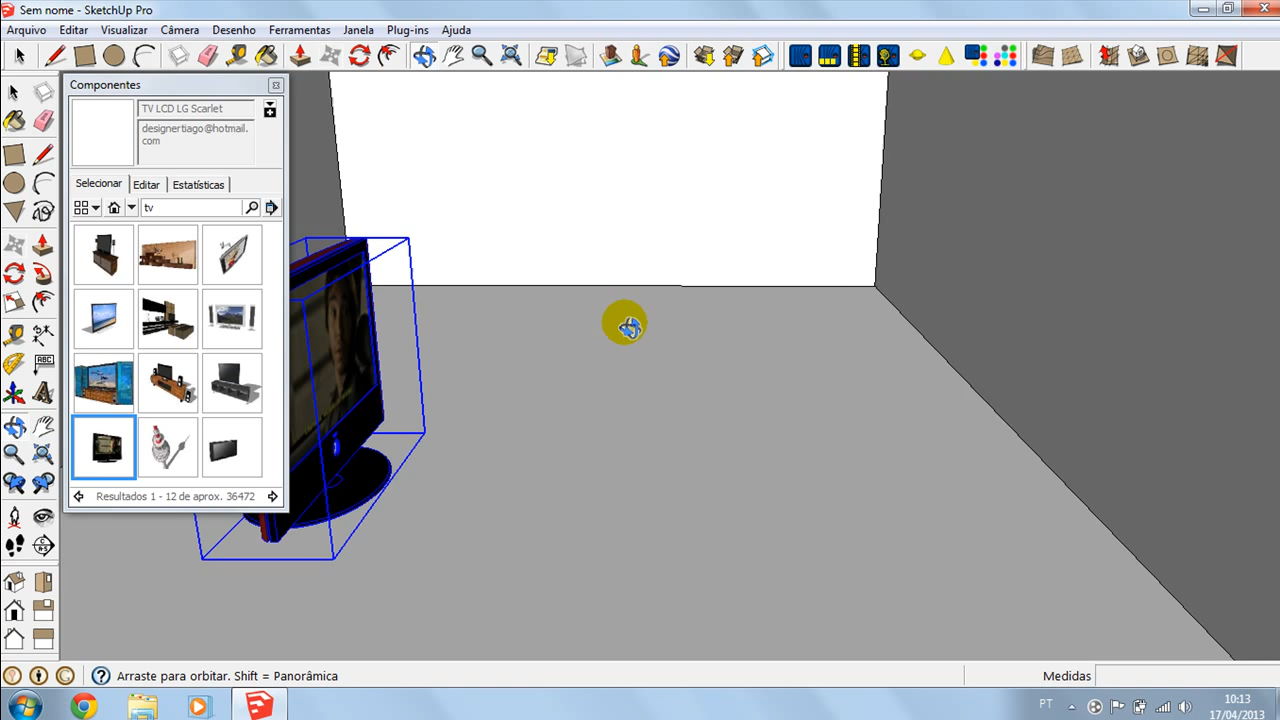 Sem nome - SketchUp Pro
Arquivo Editar Visualizar Câmera Desenho Ferramentas Janela Plug-ins Ajuda
Componentes
TV LCD LG Scarlet
designertiago@hotmail.
com
Selecionar Editar Estatísticas
tv
ABC
Resultados 1 - 12 de aprox. 36472
Arraste para orbitar. Shift = Panorâmica
Medidas
PT
10:13
17/04/2013